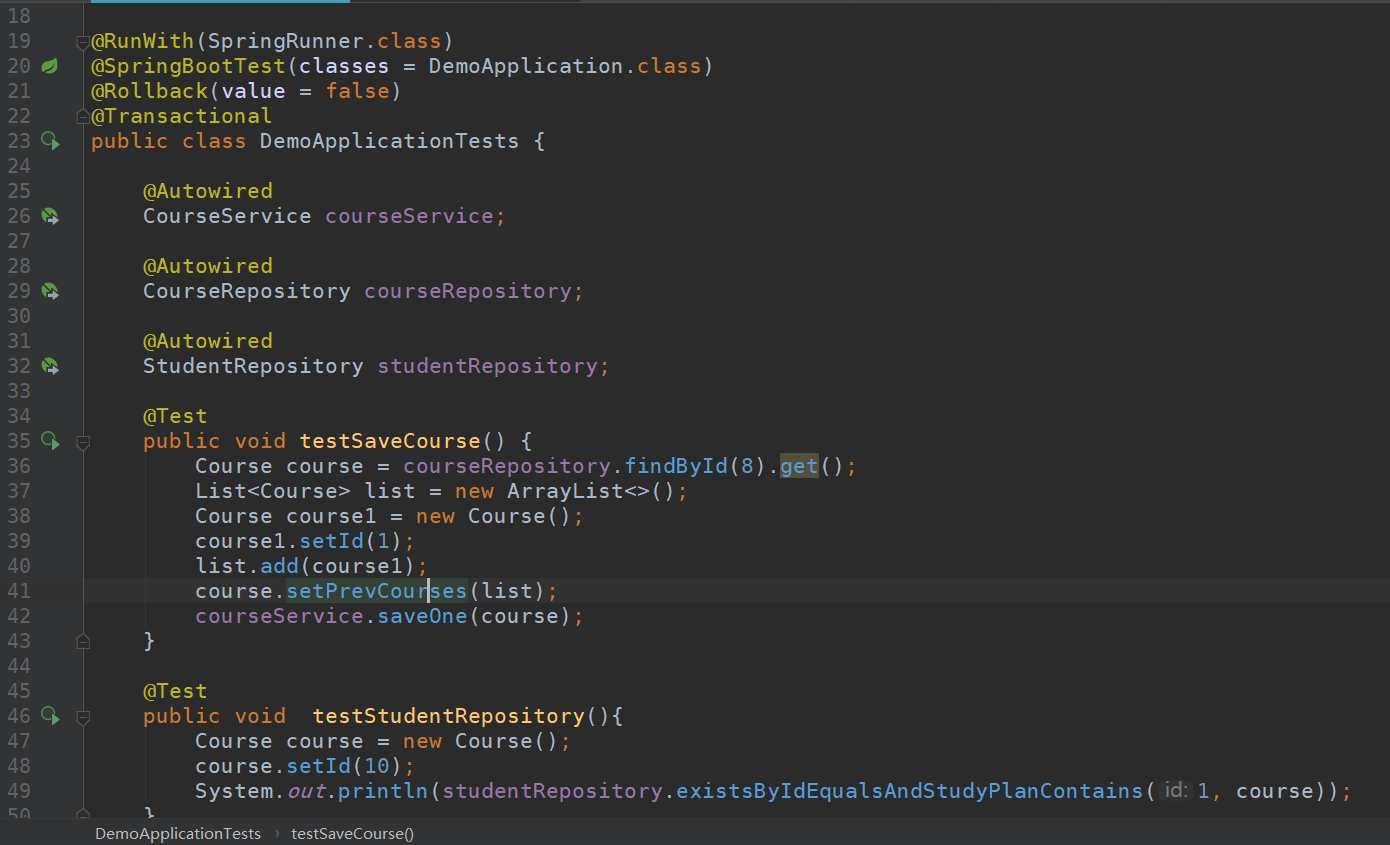 18
19 @RunWith(SpringRunner.class)
20 @SpringBootTest(classes = DemoApplication.class)
21 @Rollback(value = false)
22 @Transactional
23 public class DemoApplicationTests {
24
25 @Autowired
26 CourseService courseService;
27
28 @Autowired
29 CourseRepository courseRepository;
30
31 @Autowired
32 StudentRepository studentRepository;
33
34 @Test
35 public void testSaveCourse() {
36 Course course = courseRepository.findById(8).get();
37 List<Course> list = new ArrayList<>();
38 Course course1 = new Course();
39 course1.setId(1);
40 list.add(course1);
41 course.setPrevCourses(list);
42 courseService.saveOne(course);
43 }
44
45 @Test
46 public void  testStudentRepository(){
47 Course course = new Course();
48 course.setId(10);
49 System.out.println(studentRepository.existsByIdEqualsAndStudyPlanContains( id: 1, course));
50 }
DemoApplicationTests › testSaveCourse()